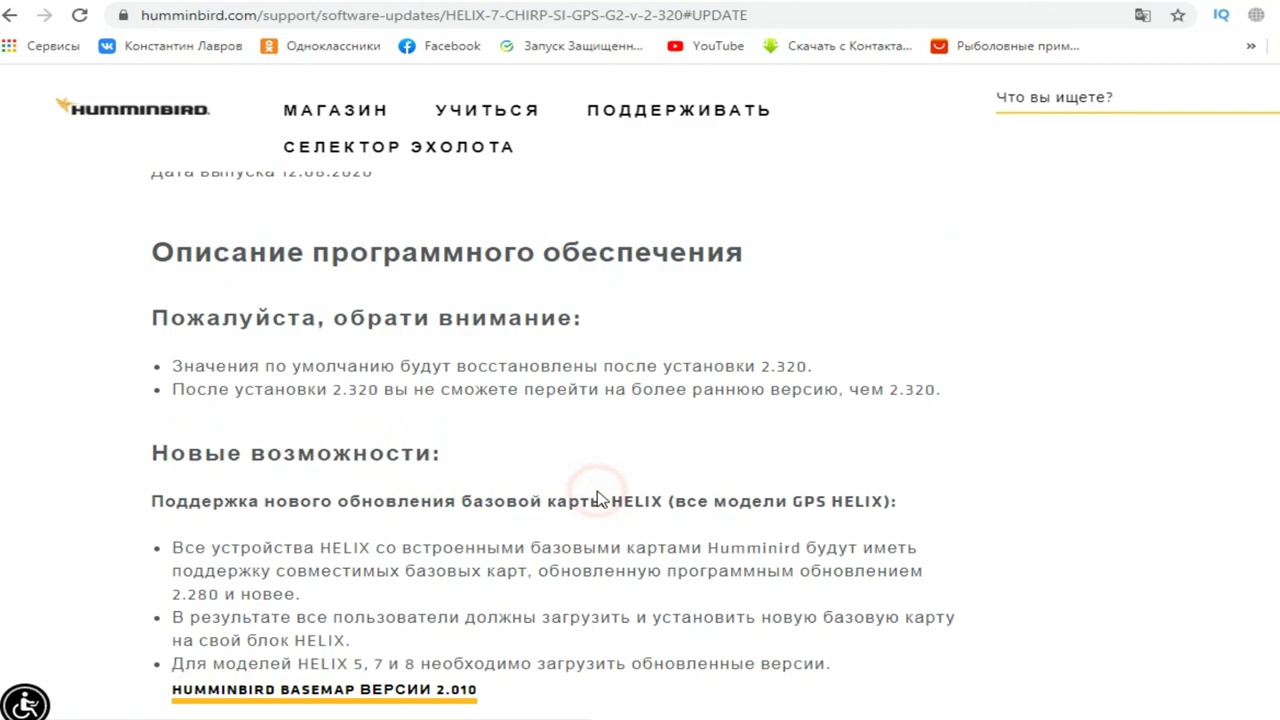 humminbird.com/support/software-updates/HELIX-7-CHIRP-SI-GPS-G2-v-2-320#UPDATE
IQ
Сервисы Константин Лавров Одноклассники Facebook Запуск Защищенн... YouTube Скачать с Контакта... Рыболовные прим... »
HUMMINBIRD.
МАГАЗИН УЧИТЬСЯ ПОДДЕРЖИВАТЬ
Что вы ищете?
СЕЛЕКТОР ЭХОЛОТА
Дата выпуска 12.08.2020
Описание программного обеспечения
Пожалуйста, обрати внимание:
• Значения по умолчанию будут восстановлены после установки 2.320.
• После установки 2.320 вы не сможете перейти на более раннюю версию, чем 2.320.
Новые возможности:
Поддержка нового обновления базовой карты HELIX (все модели GPS HELIX):
• Все устройства HELIX со встроенными базовыми картами Humminird будут иметь
поддержку совместимых базовых карт, обновленную программным обновлением
2.280 и новее.
• В результате все пользователи должны загрузить и установить новую базовую карту
на свой блок HELIX.
• Для моделей HELIX 5, 7 и 8 необходимо загрузить обновленные версии.
HUMMINBIRD BASEMAP ВЕРСИИ 2.010